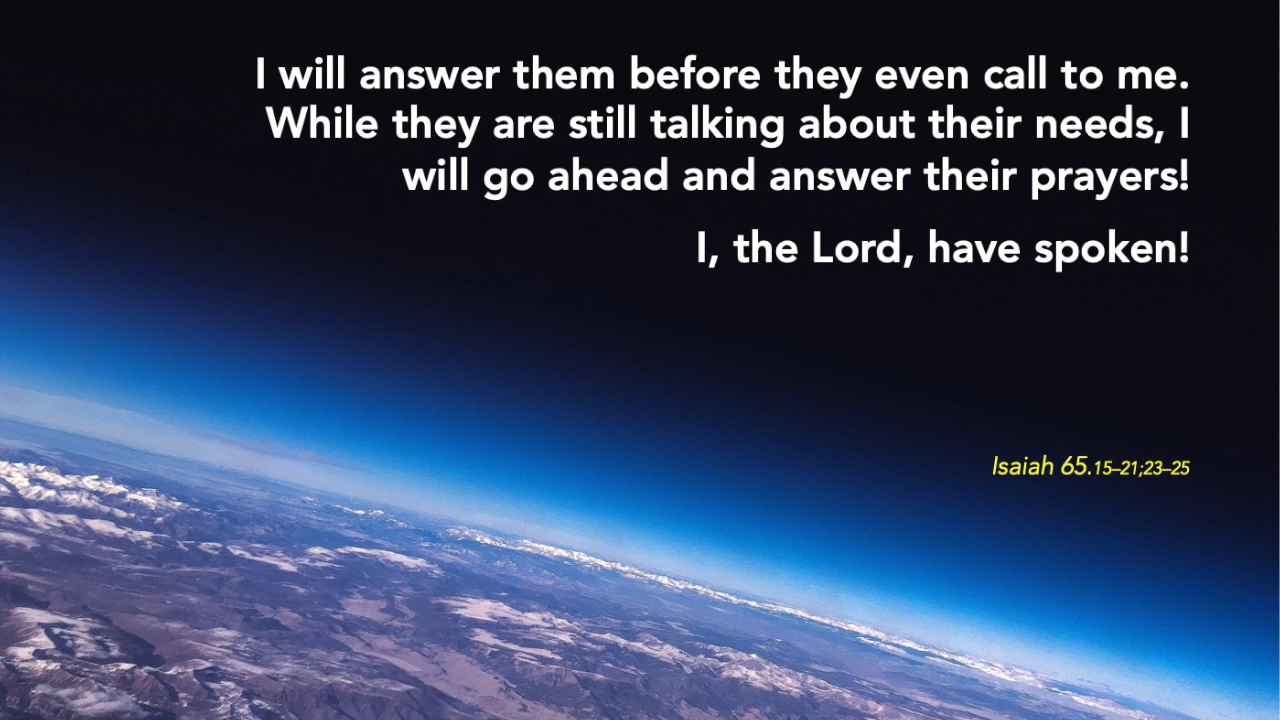 I will answer them before they even call to me.
While they are still talking about their needs, I
will go ahead and answer their prayers!
I, the Lord, have spoken!
Isaiah 65.15–21;23–25